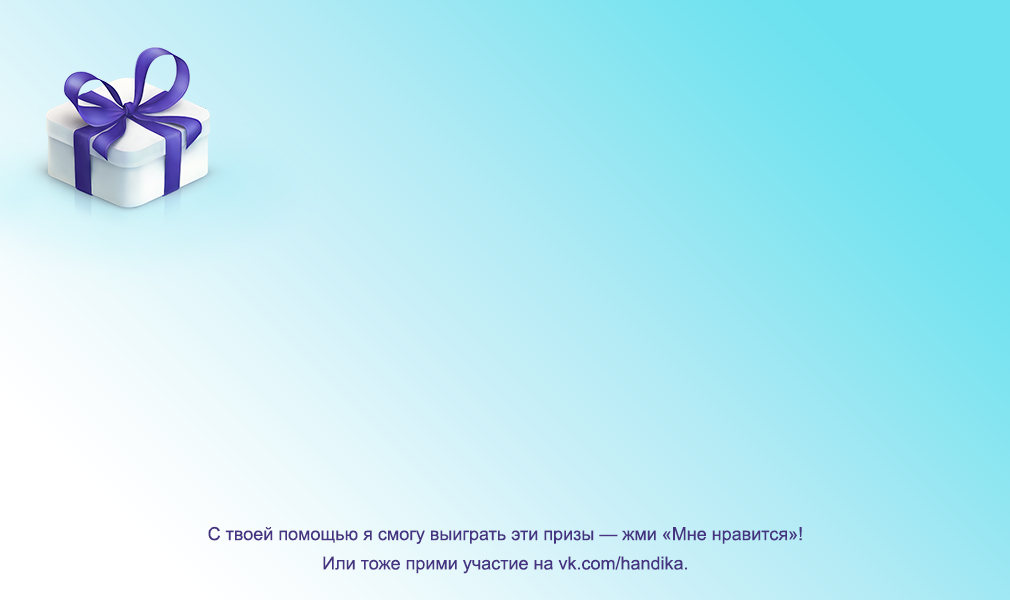 С твоей помощью я смогу выиграть эти призы — жми «Мне нравится»!
Или тоже прими участие на vk.com/handika.